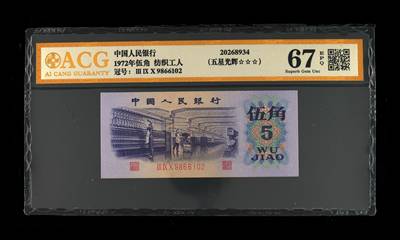 ACG
AI CANG GUARANTY
中国人民银行
1972年伍角 纺织工人
冠号：Ⅲ Ⅸ Ⅹ 9866102
20268934
(五星光辉☆☆☆)
67 EPQ
Superb Gem Unc
中國人民銀行
伍角
5
WU
JIAO
Ⅲ Ⅸ Ⅹ 9866102